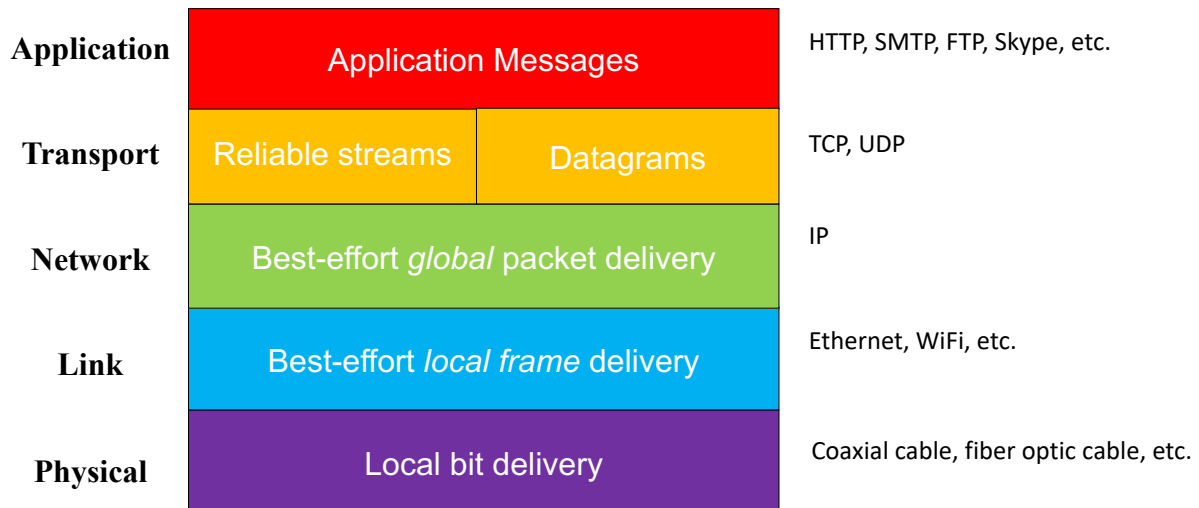 Application
Application Messages
HTTP, SMTP, FTP, Skype, etc.
Transport
Reliable streams
Datagrams
TCP, UDP
Network
Best-effort global packet delivery
IP
Link
Best-effort local frame delivery
Ethernet, WiFi, etc.
Physical
Local bit delivery
Coaxial cable, fiber optic cable, etc.